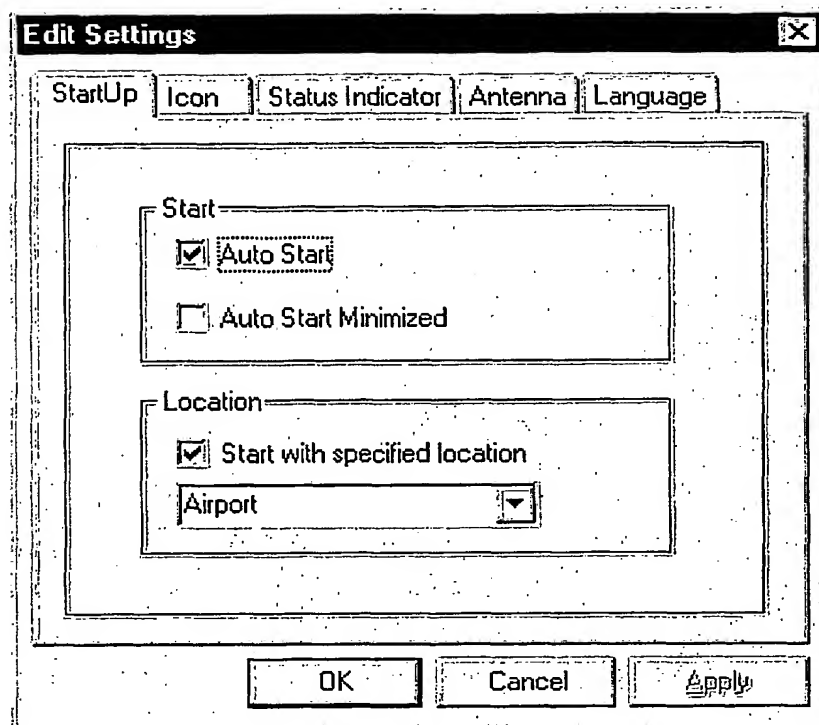 Edit Settings
StartUp Icon Status Indicator Antenna Language
Start
Auto Start
Auto Start Minimized
Location
Start with specified location
Airport
OK Cancel Apply